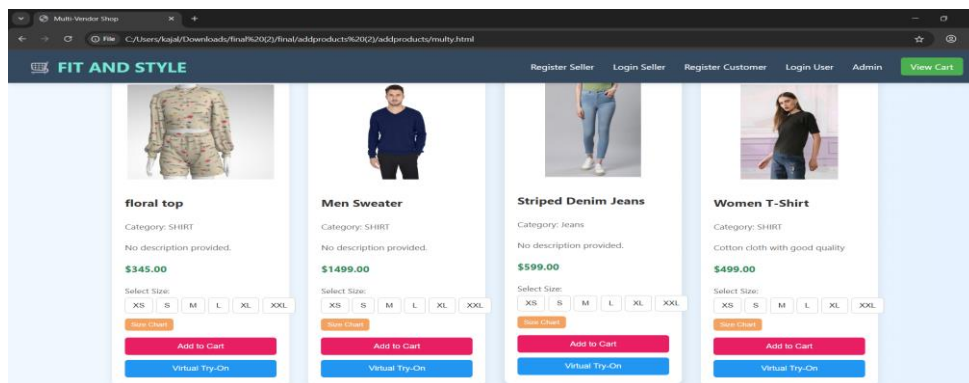 Multi-Vendor Shop
File C:/Users/kajal/Downloads/final%20(2)/final/addproducts%20(2)/addproducts/multy.html
FIT AND STYLE
Register Seller Login Seller Register Customer Login User Admin View Cart
floral top
Category: SHIRT
No description provided.
$345.00
Select Size:
XS S M L XL XXL
Size Chart
Add to Cart
Virtual Try-On
Men Sweater
Category: SHIRT
No description provided.
$1499.00
Select Size:
XS S M L XL XXL
Size Chart
Add to Cart
Virtual Try-On
Striped Denim Jeans
Category: Jeans
No description provided.
$599.00
Select Size:
XS S M L XL XXL
Size Chart
Add to Cart
Virtual Try-On
Women T-Shirt
Category: SHIRT
Cotton cloth with good quality
$499.00
Select Size:
XS S M L XL XXL
Size Chart
Add to Cart
Virtual Try-On